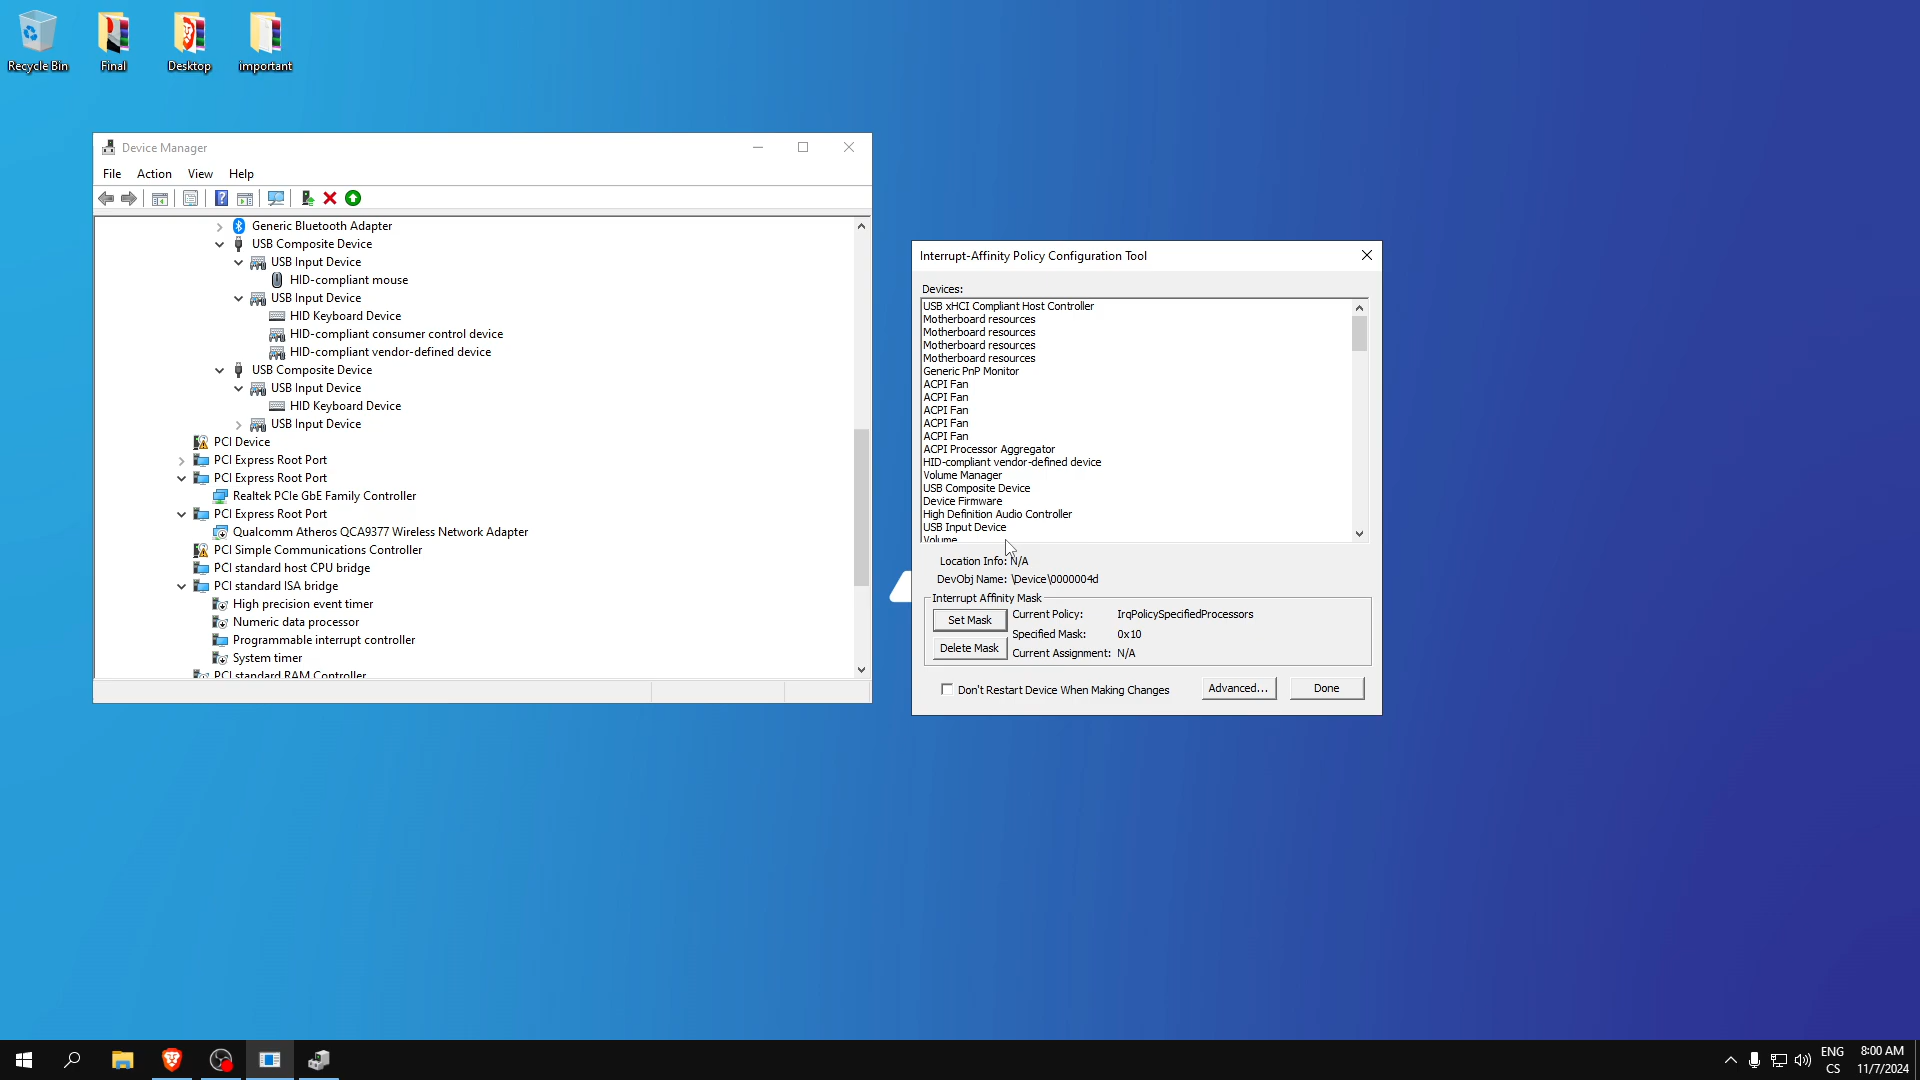 Recycle Bin
Final
Desktop
important
Device Manager
File
Action
View
Help
Generic Bluetooth Adapter
USB Composite Device
USB Input Device
HID-compliant mouse
USB Input Device
HID Keyboard Device
HID-compliant consumer control device
HID-compliant vendor-defined device
USB Composite Device
USB Input Device
HID Keyboard Device
USB Input Device
PCI Device
PCI Express Root Port
PCI Express Root Port
Realtek PCIe GbE Family Controller
PCI Express Root Port
Qualcomm Atheros QCA9377 Wireless Network Adapter
PCI Simple Communications Controller
PCI standard host CPU bridge
PCI standard ISA bridge
High precision event timer
Numeric data processor
Programmable interrupt controller
System timer
PCI standard RAM Controller
Interrupt-Affinity Policy Configuration Tool
Devices:
USB xHCI Compliant Host Controller
Motherboard resources
Motherboard resources
Motherboard resources
Motherboard resources
Generic PnP Monitor
ACPI Fan
ACPI Fan
ACPI Fan
ACPI Fan
ACPI Fan
ACPI Processor Aggregator
HID-compliant vendor-defined device
Volume Manager
USB Composite Device
Device Firmware
High Definition Audio Controller
USB Input Device
Volume
Location Info: N/A
DevObj Name: \Device\0000004d
Interrupt Affinity Mask
Set Mask
Current Policy: IrqPolicySpecifiedProcessors
Specified Mask: 0x10
Delete Mask
Current Assignment: N/A
Don't Restart Device When Making Changes
Advanced...
Done
ENG
CS
8:00 AM
11/7/2024